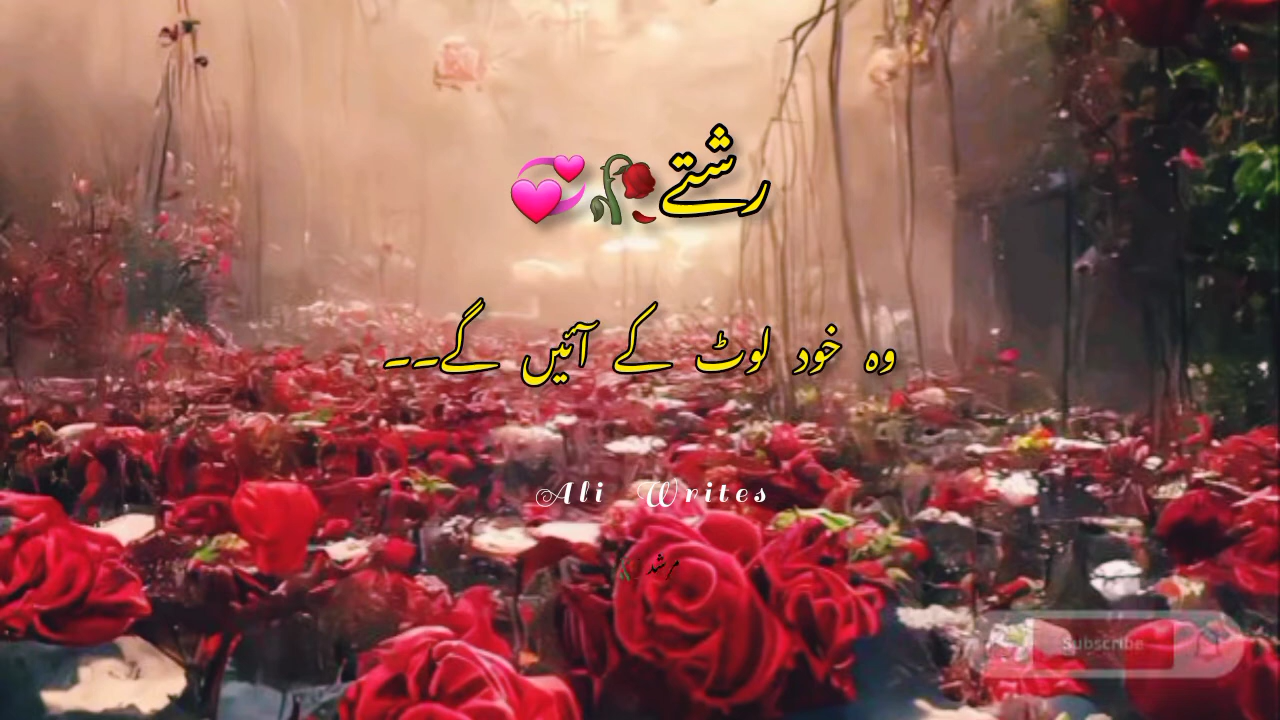 رشتے🥀💞
وہ خود لوٹ کے آئیں گے۔۔
Ali Writes
مرشد🥀
Subscribe